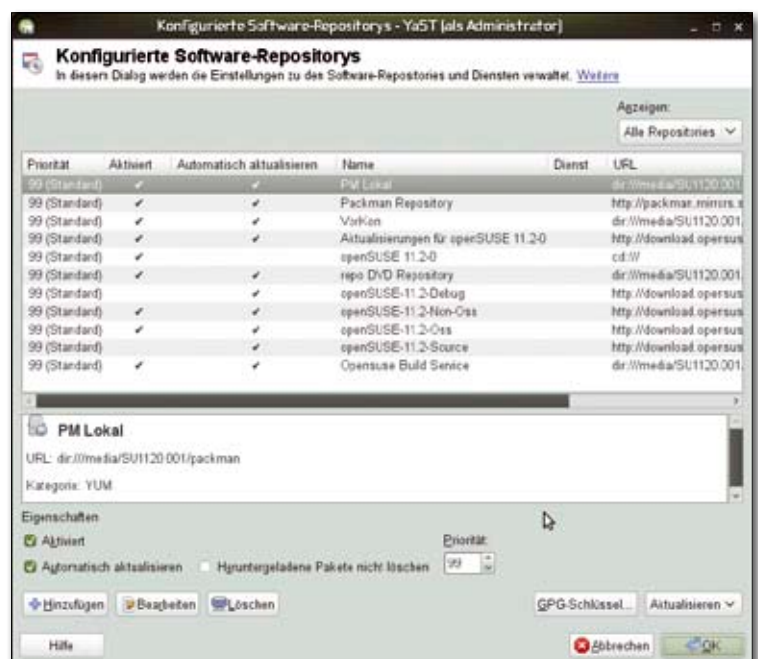 Konfigurierte Software-Repositorys - YaST (als Administrator)
Konfigurierte Software-Repositorys
In diesem Dialog werden die Einstellungen zu den Software-Repositories und Diensten verwaltet. Weitere
Anzeigen:
Alle Repositories
Priorität Aktiviert Automatisch aktualisieren Name Dienst URL
99 (Standard) ✔ ✔ PM Lokal dir:///media/SU1120.001
99 (Standard) ✔ ✔ Packman Repository http://packman.mirrors.
99 (Standard) ✔ ✔ VorKon dir:///media/SU1120.001
99 (Standard) ✔ ✔ Aktualisierungen für openSUSE 11.2-0 http://download.opensus
99 (Standard) ✔ openSUSE 11.2-0 cd:///
99 (Standard) ✔ ✔ repo DVD Repository dir:///media/SU1120.001
99 (Standard) ✔ openSUSE-11.2-Debug http://download.opensus
99 (Standard) ✔ ✔ openSUSE-11.2-Non-Oss http://download.opensus
99 (Standard) ✔ ✔ openSUSE-11.2-Oss http://download.opensus
99 (Standard) ✔ openSUSE-11.2-Source http://download.opensus
99 (Standard) ✔ ✔ Opensuse Build Service dir:///media/SU1120.001
PM Lokal
URL: dir:///media/SU1120.001/packman
Kategorie: YUM
Eigenschaften
Aktiviert
Priorität:
Automatisch aktualisieren Heruntergeladene Pakete nicht löschen 99
Hinzufügen Bearbeiten Löschen GPG-Schlüssel... Aktualisieren
Hilfe Abbrechen OK